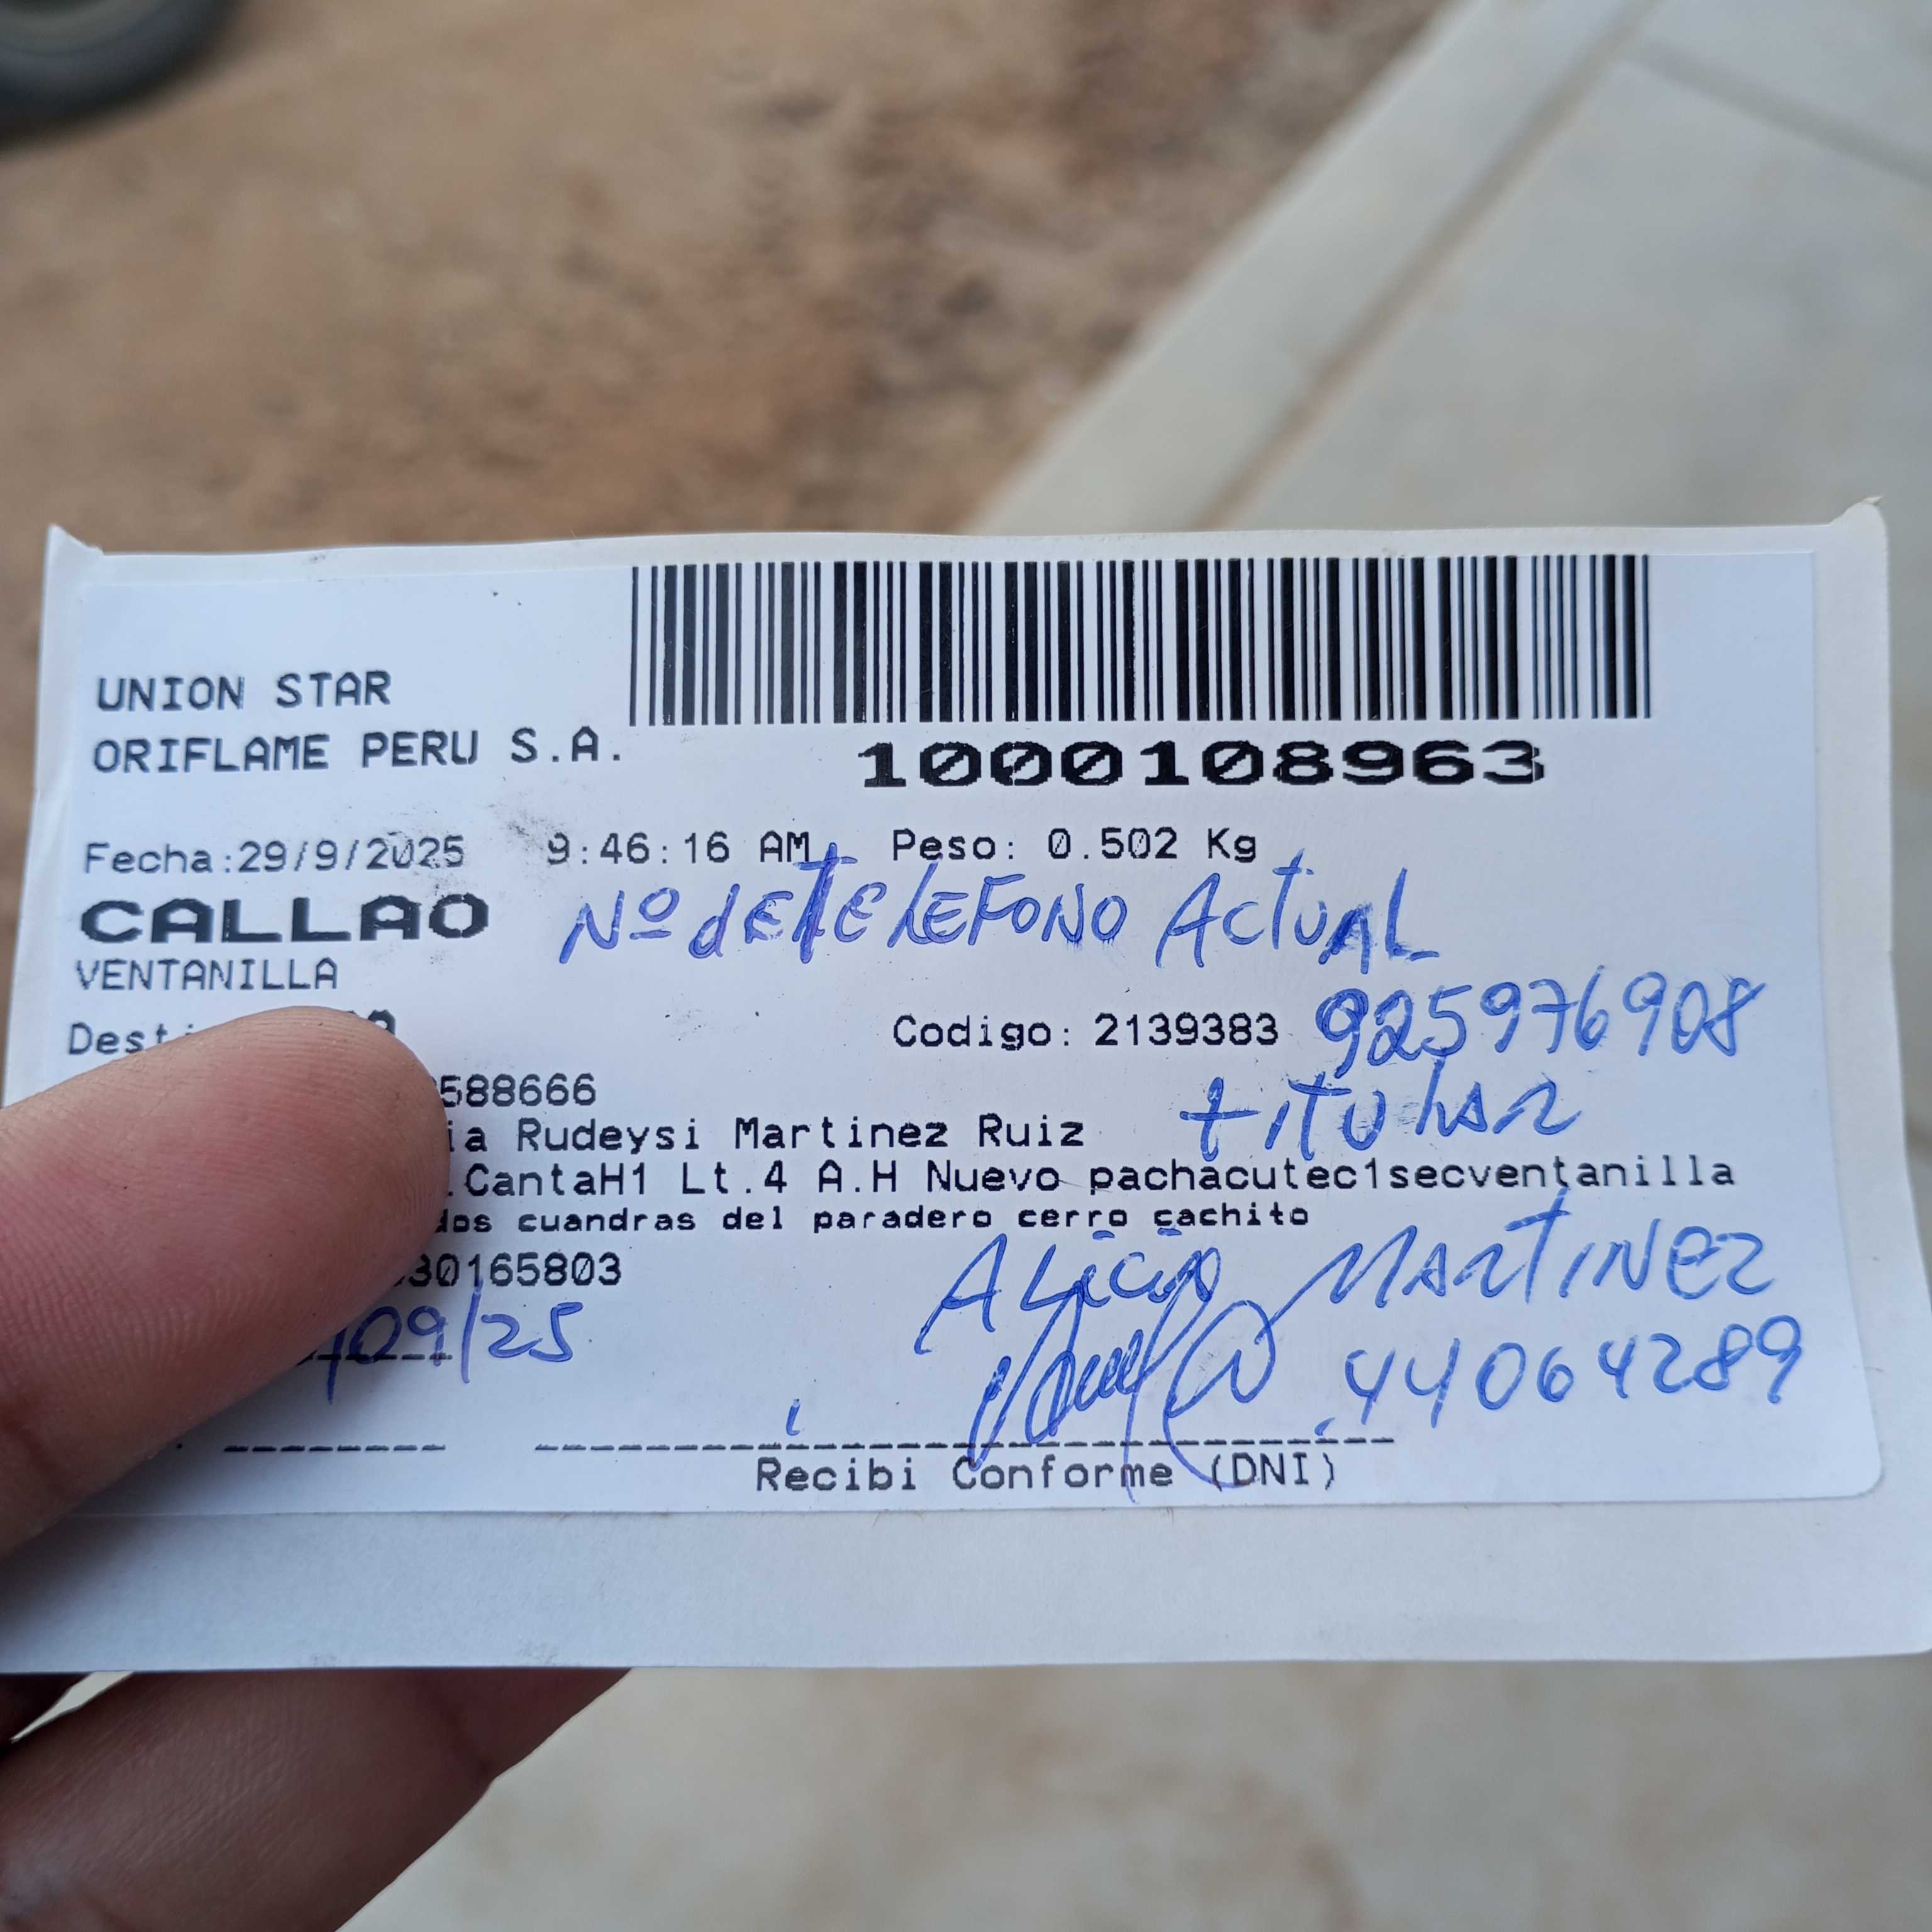 UNION STAR
ORIFLAME PERU S.A.
1000108963
Fecha:29/9/2025 9:46:16 AM Peso: 0.502 Kg
CALLAO
Nº dE TELEFONO ACTUAL
VENTANILLA
Codigo: 2139383 925976908
588666
titular
ia Rudeysi Martinez Ruiz
.CantaH1 Lt.4 A.H Nuevo pachacutec1secventanilla
dos cuandras del paradero cerro cachito
30165803
ALiCiA MARTINEZ
/09/25
44064289
Recibi Conforme (DNI)